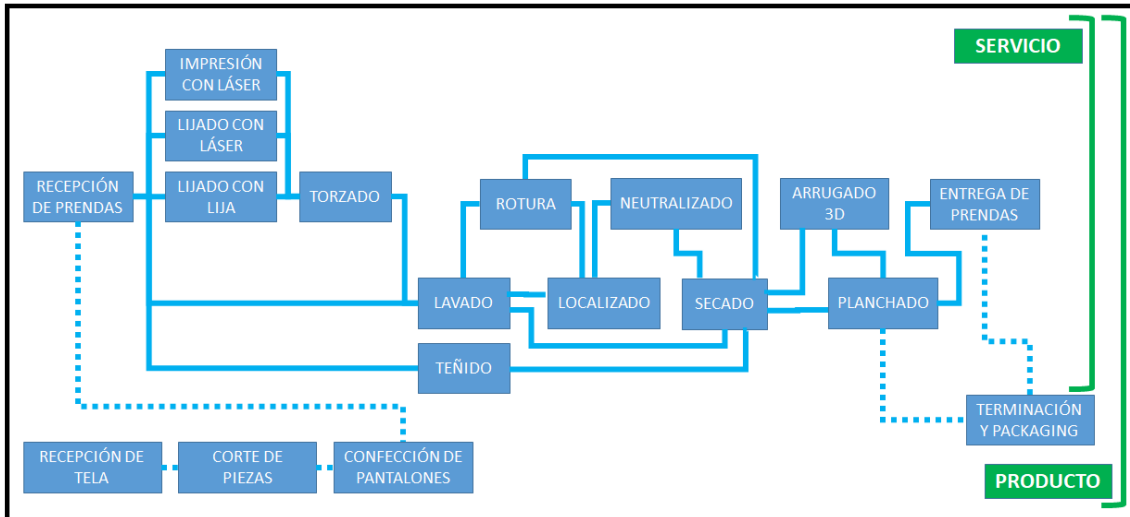 SERVICIO
IMPRESIÓN
CON LÁSER
LIJADO CON
LÁSER
RECEPCIÓN
DE PRENDAS
LIJADO CON
LIJA
TORZADO
ROTURA
NEUTRALIZADO
ARRUGADO
3D
ENTREGA DE
PRENDAS
LAVADO
LOCALIZADO
SECADO
PLANCHADO
TEÑIDO
TERMINACIÓN
Y PACKAGING
RECEPCIÓN DE
TELA
CORTE DE
PIEZAS
CONFECCIÓN DE
PANTALONES
PRODUCTO